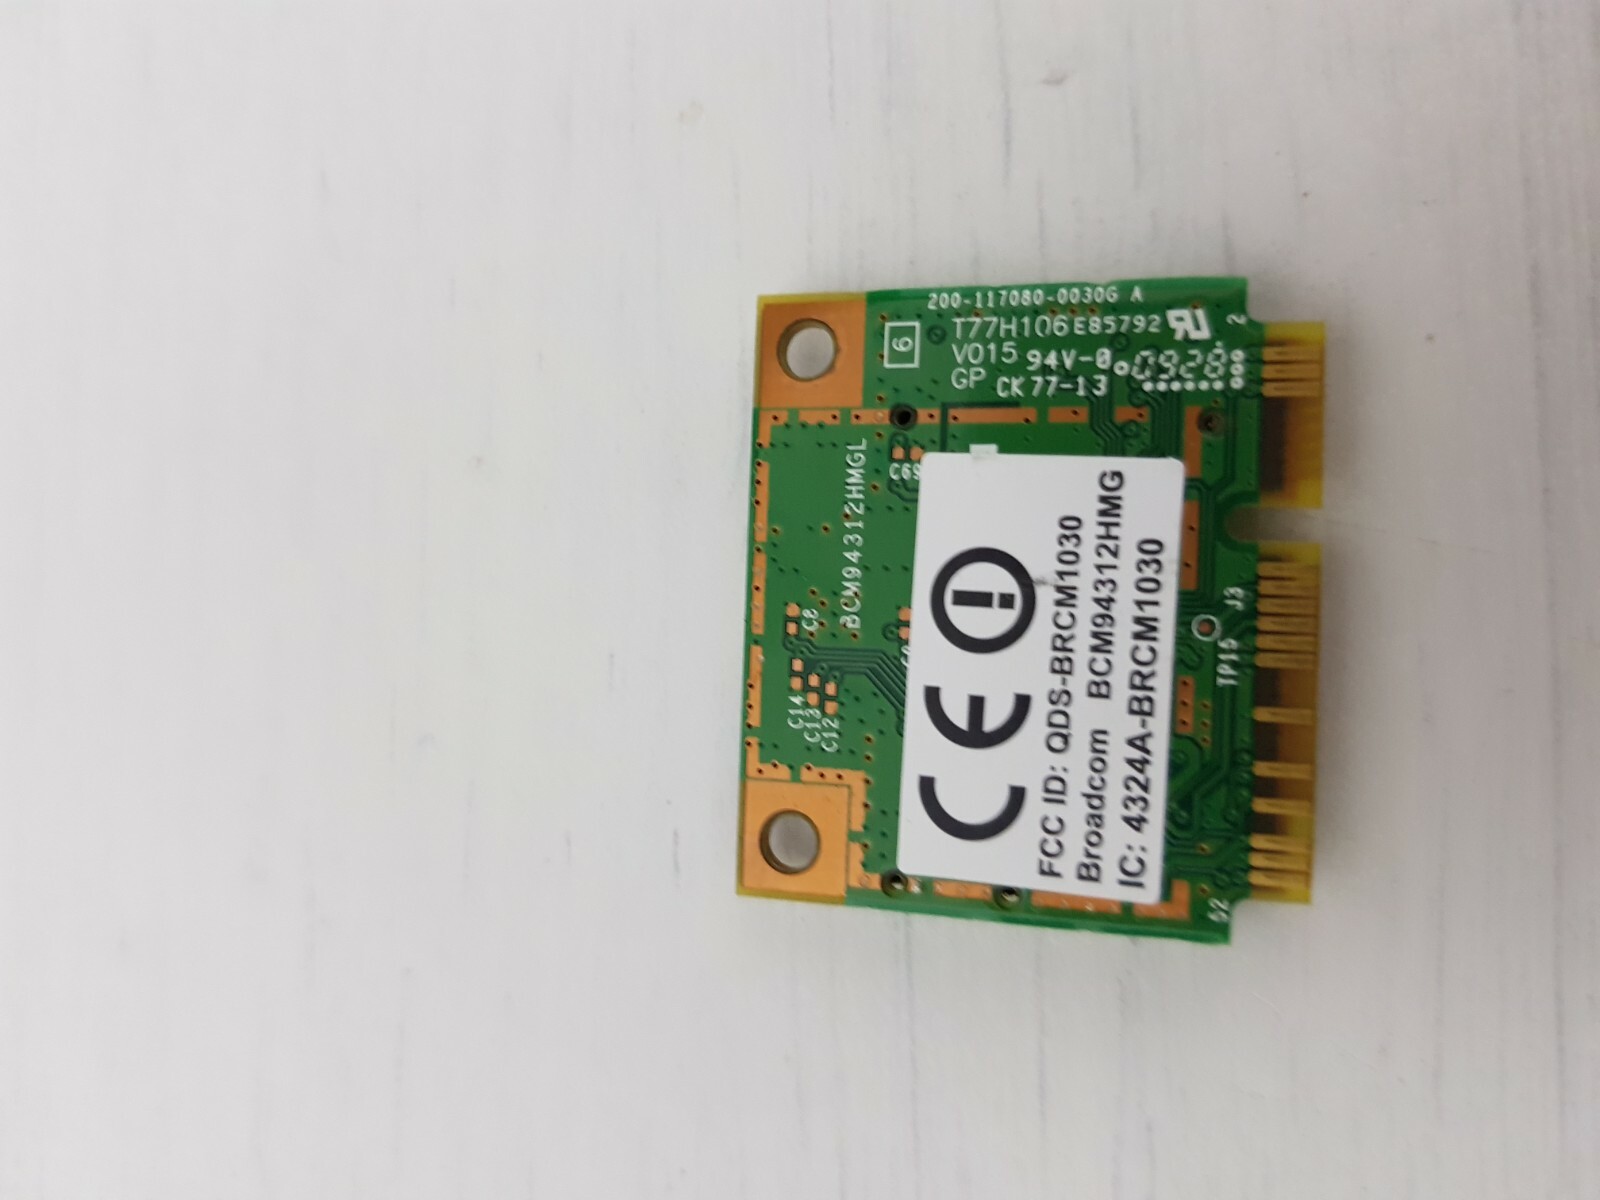 200-117080-0030G A
6
T77H106 E85792
V015 94V-0 0928
GP CK 77-13
2
C69
BCM94312HMGL
C8
C14
C13
C12
CE
FCC ID: QDS-BRCM1030
Broadcom BCM94312HMG
IC: 4324A-BRCM1030
J3
TP15
52